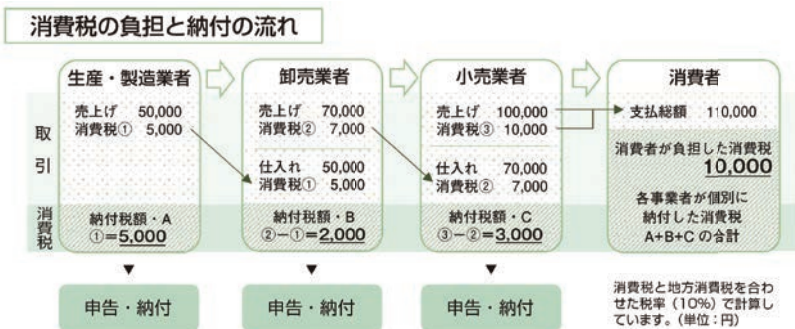 消費税の負担と納付の流れ
生産・製造業者
売上げ 50,000
消費税① 5,000
納付税額・A
①=5,000
申告・納付
卸売業者
売上げ 70,000
消費税② 7,000
仕入れ 50,000
消費税① 5,000
納付税額・B
②－①=2,000
申告・納付
小売業者
売上げ 100,000
消費税③ 10,000
仕入れ 70,000
消費税② 7,000
納付税額・C
③－②=3,000
申告・納付
消費者
支払総額 110,000
消費者が負担した消費税
10,000
各事業者が個別に
納付した消費税
A+B+C の合計
取引
消費税
消費税と地方消費税を合わ
せた税率（10%）で計算し
ています。（単位：円）